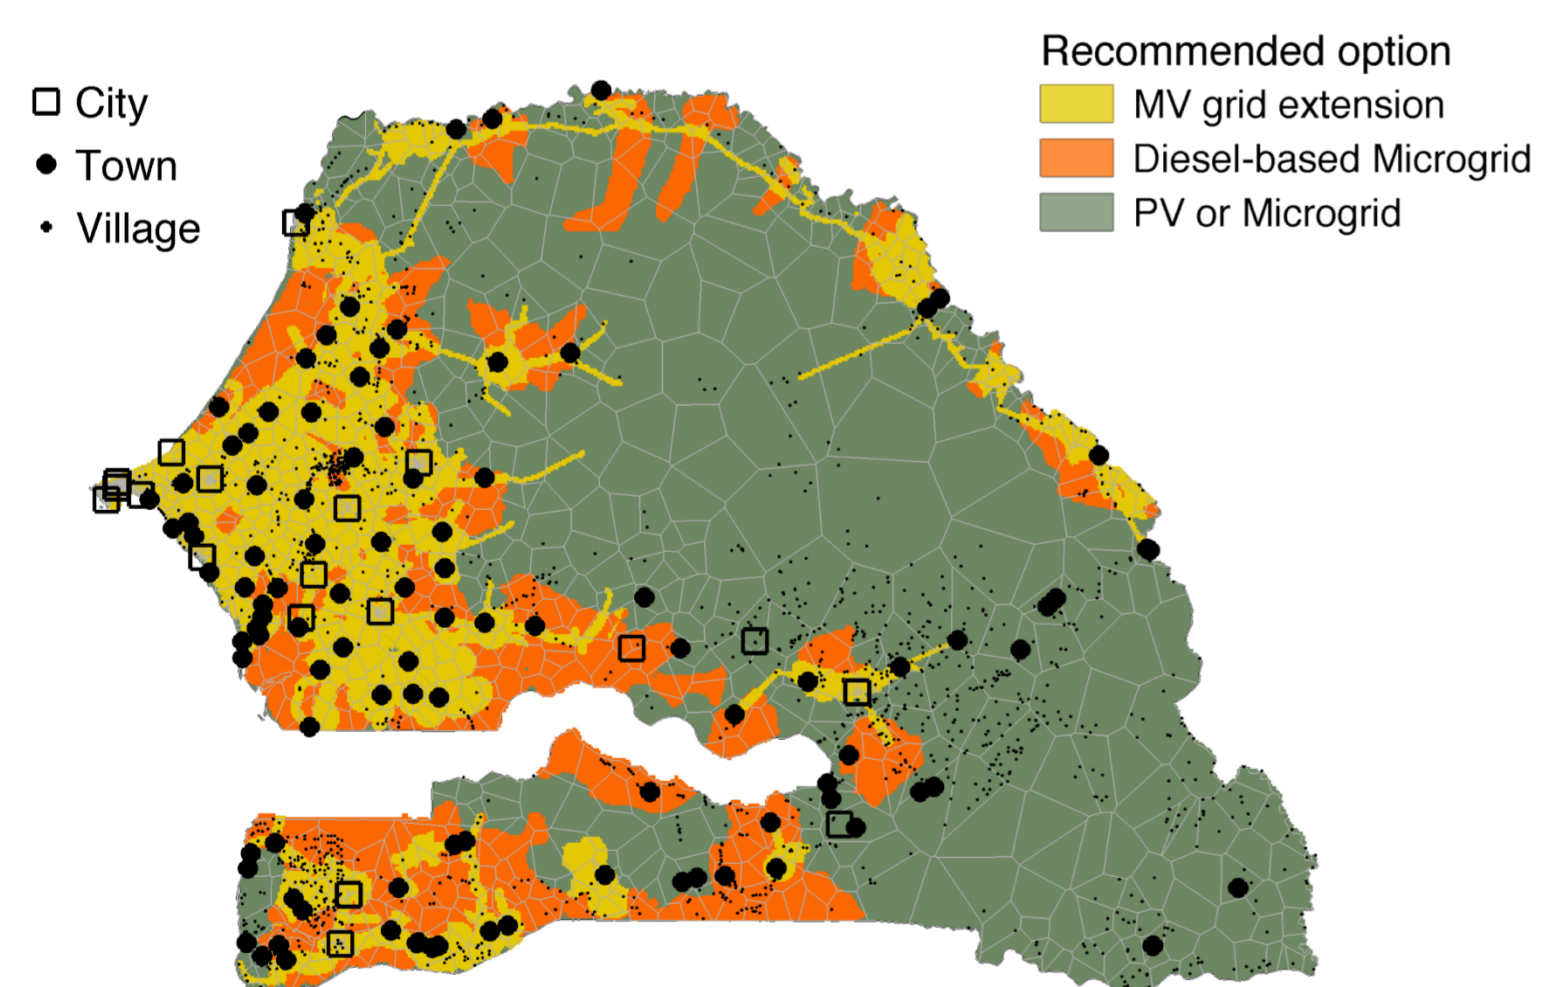 City
Town
Village
Recommended option
MV grid extension
Diesel-based Microgrid
PV or Microgrid